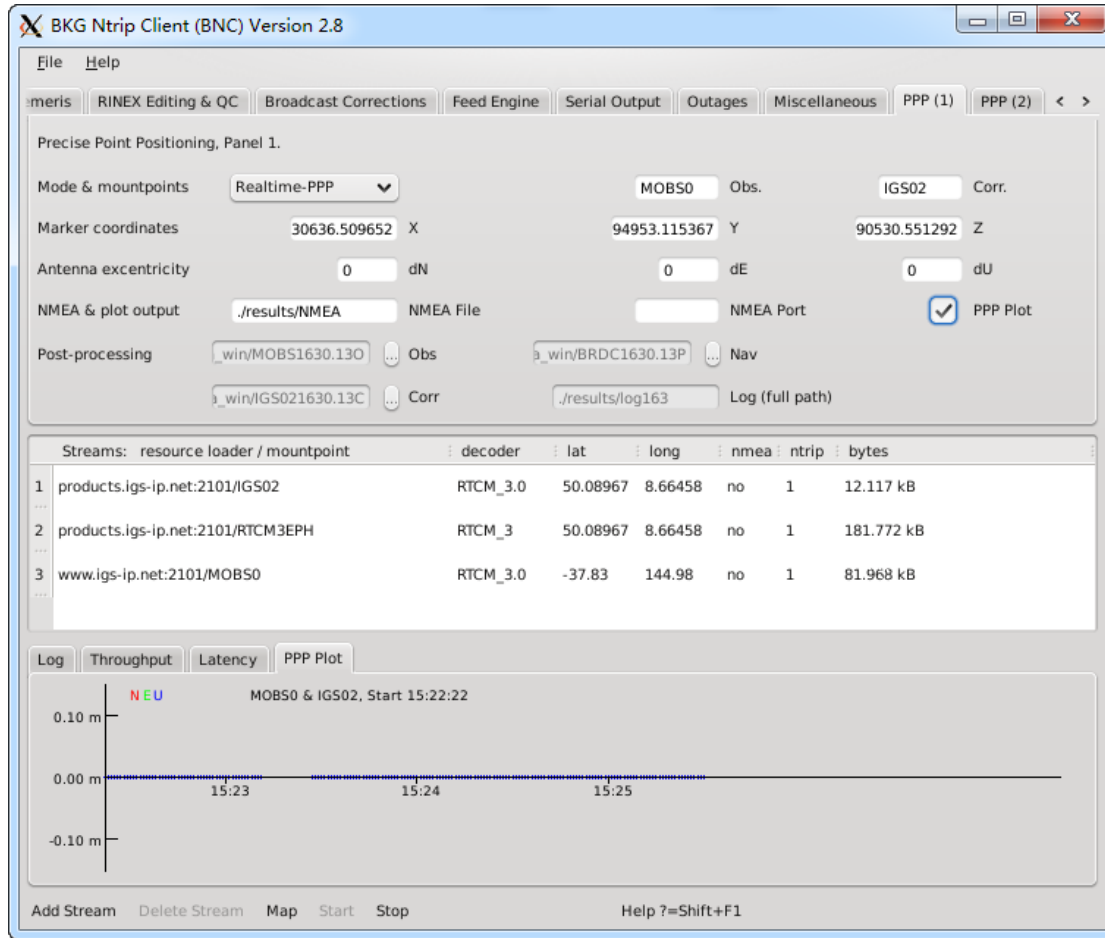 BKG Ntrip Client (BNC) Version 2.8
File Help
emeris RINEX Editing & QC Broadcast Corrections Feed Engine Serial Output Outages Miscellaneous PPP (1) PPP (2) < >
Precise Point Positioning, Panel 1.
Mode & mountpoints Realtime-PPP MOBS0 Obs. IGS02 Corr.
Marker coordinates 30636.509652 X 94953.115367 Y 90530.551292 Z
Antenna excentricity 0 dN 0 dE 0 dU
NMEA & plot output ./results/NMEA NMEA File NMEA Port PPP Plot
Post-processing _win/MOBS1630.13O ... Obs a_win/BRDC1630.13P ... Nav
a_win/IGS021630.13C ... Corr ./results/log163 Log (full path)
Streams: resource loader / mountpoint decoder lat long nmea ntrip bytes
1 products.igs-ip.net:2101/IGS02 RTCM_3.0 50.08967 8.66458 no 1 12.117 kB
2 products.igs-ip.net:2101/RTCM3EPH RTCM_3 50.08967 8.66458 no 1 181.772 kB
3 www.igs-ip.net:2101/MOBS0 RTCM_3.0 -37.83 144.98 no 1 81.968 kB
Log Throughput Latency PPP Plot
N E U MOBS0 & IGS02, Start 15:22:22
0.10 m
0.00 m
15:23 15:24 15:25
-0.10 m
Add Stream Delete Stream Map Start Stop Help ?=Shift+F1